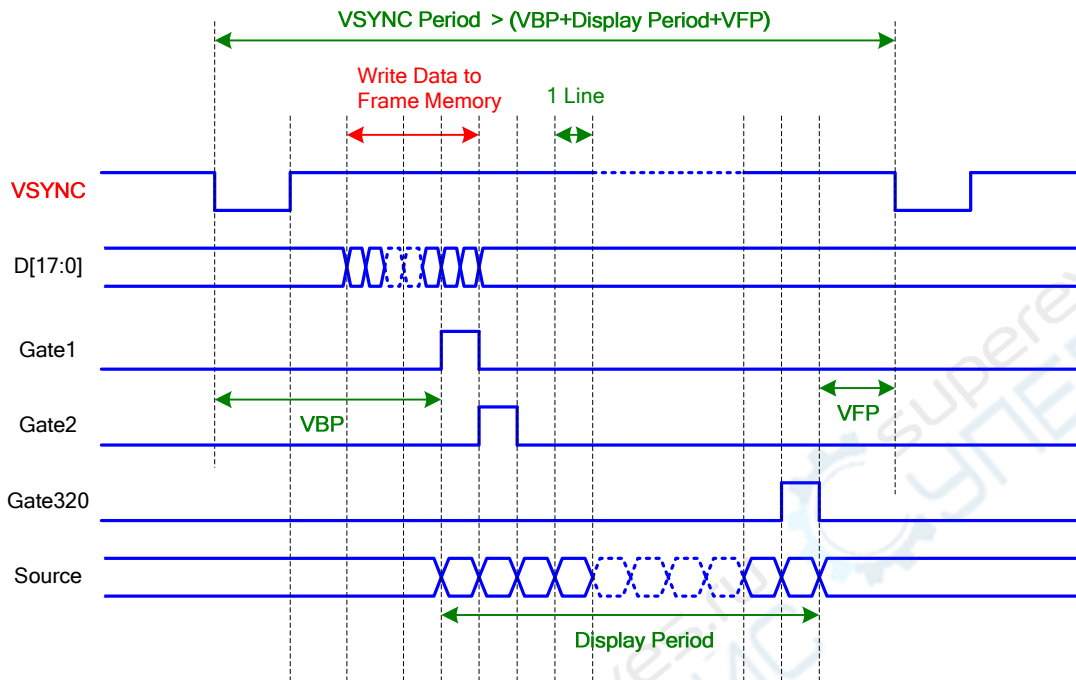 VSYNC Period > (VBP+Display Period+VFP)
Write Data to
Frame Memory
1 Line
VSYNC
D[17:0]
Gate1
VBP
VFP
Gate2
Gate320
Source
Display Period